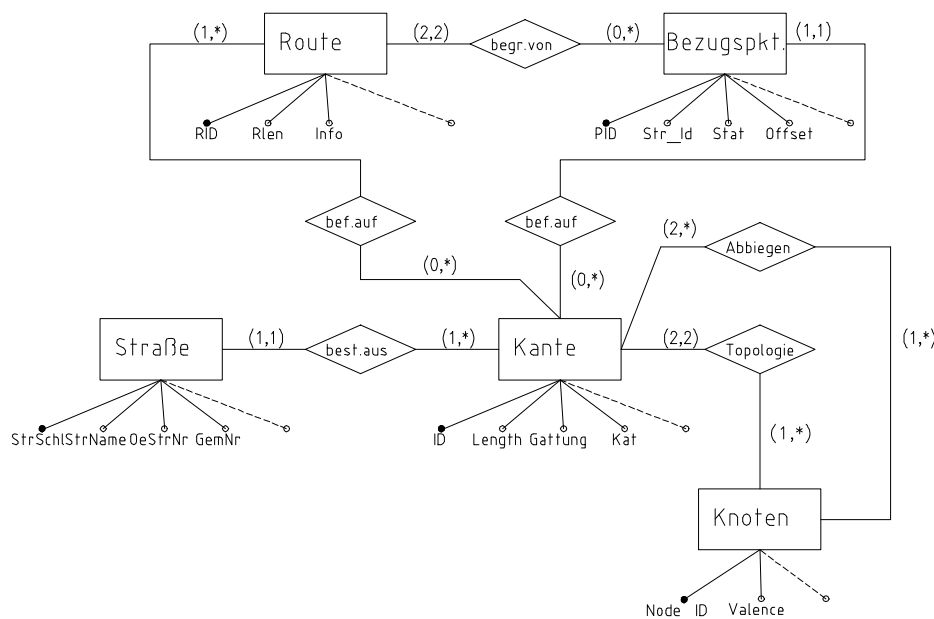 (1,*) Route (2,2) begr.von (0,*) Bezugspkt. (1,1)
RID Rlen Info PID Str_Id Stat Offset
bef.auf bef.auf
(2,*) Abbiegen
(0,*) (0,*)
Straße (1,1) best.aus (1,*) Kante (2,2) Topologie (1,*)
StrSchl StrName OeStrNr GemNr ID Length Gattung Kat
(1,*)
Knoten
Node ID Valence